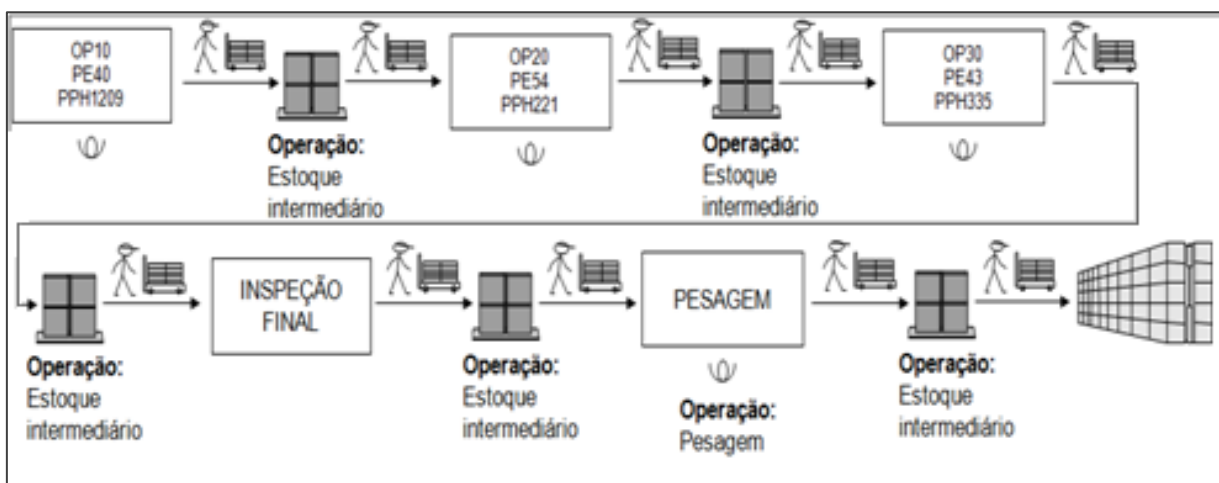 OP10
PE40
PPH1209
OP20
PE54
PPH221
OP30
PE43
PPH335
Operação:
Estoque
intermediário
Operação:
Estoque
intermediário
INSPEÇÃO
FINAL
PESAGEM
Operação:
Estoque
intermediário
Operação:
Estoque
intermediário
Operação:
Pesagem
Operação:
Estoque
intermediário